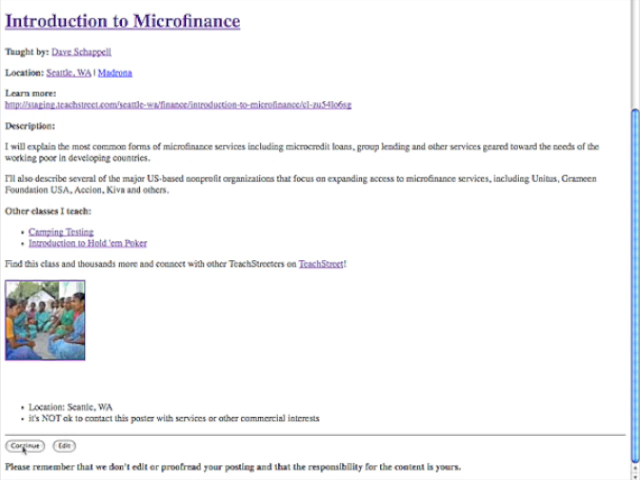 Introduction to Microfinance
Taught by: Dave Schappell
Location: Seattle, WA | Madrona
Learn more:
http://staging.teachstreet.com/seattle-wa/finance/introduction-to-microfinance/cl-zu54lo6sg
Description:
I will explain the most common forms of microfinance services including microcredit loans, group lending and other services geared toward the needs of the
working poor in developing countries.
I'll also describe several of the major US-based nonprofit organizations that focus on expanding access to microfinance services, including Unitus, Grameen
Foundation USA, Accion, Kiva and others.
Other classes I teach:
• Camping Testing
• Introduction to Hold 'em Poker
Find this class and thousands more and connect with other TeachStreeters on TeachStreet!
• Location: Seattle, WA
• it's NOT ok to contact this poster with services or other commercial interests
Continue Edit
Please remember that we don't edit or proofread your posting and that the responsibility for the content is yours.